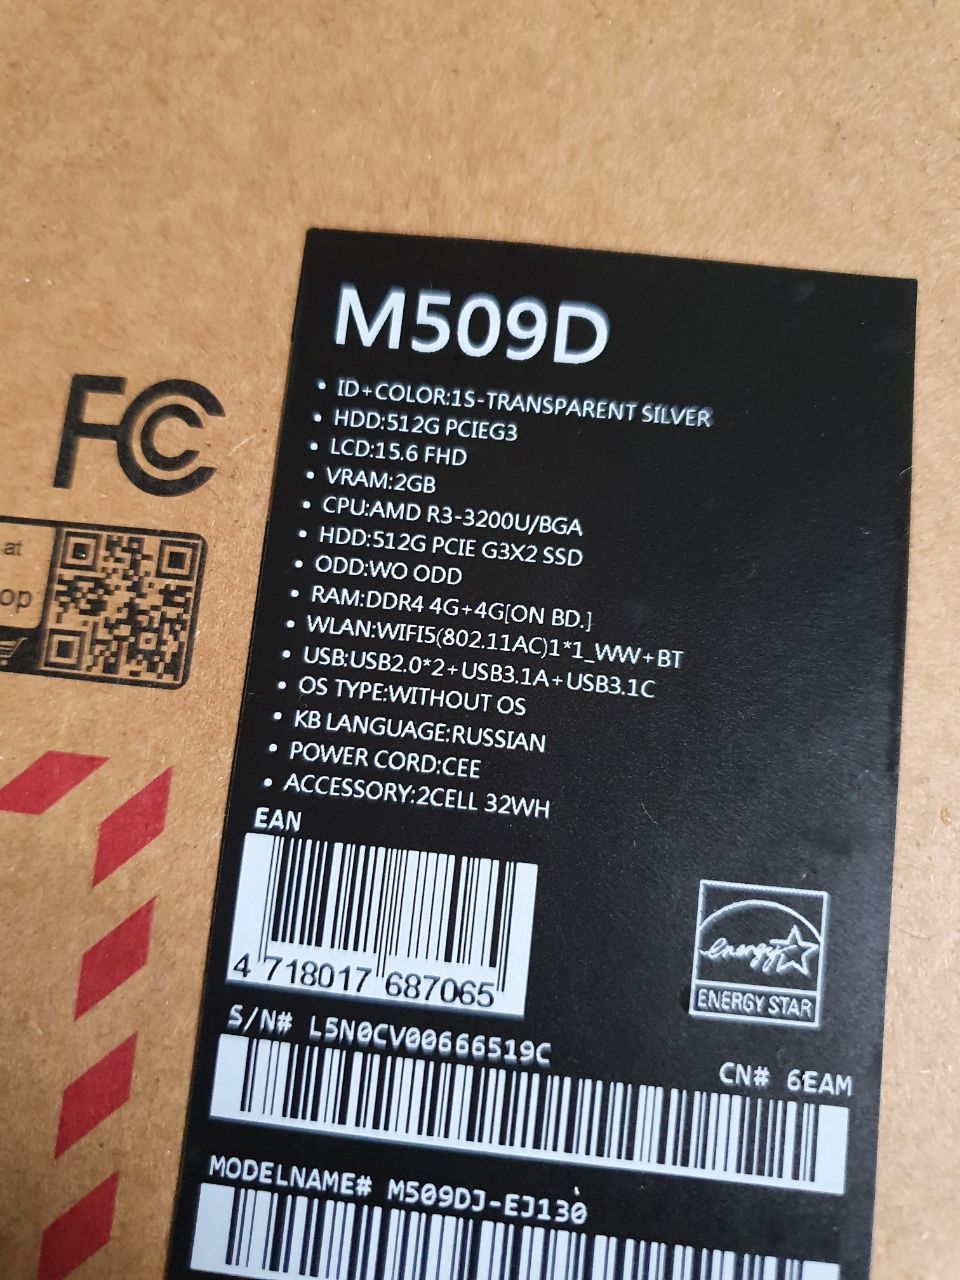 M509D
• ID+COLOR:1S-TRANSPARENT SILVER
• HDD:512G PCIEG3
• LCD:15.6 FHD
• VRAM:2GB
• CPU:AMD R3-3200U/BGA
• HDD:512G PCIE G3X2 SSD
• ODD:WO ODD
• RAM:DDR4 4G+4G[ON BD.]
• WLAN:WIFI5(802.11AC)1*1_WW+BT
• USB:USB2.0*2+USB3.1A+USB3.1C
• OS TYPE:WITHOUT OS
• KB LANGUAGE:RUSSIAN
• POWER CORD:CEE
• ACCESSORY:2CELL 32WH
EAN
4 718017 687065
energy
ENERGY STAR
S/N# L5N0CV00666519C
CN# 6EAM
MODELNAME# M509DJ-EJ130
FC
at
op